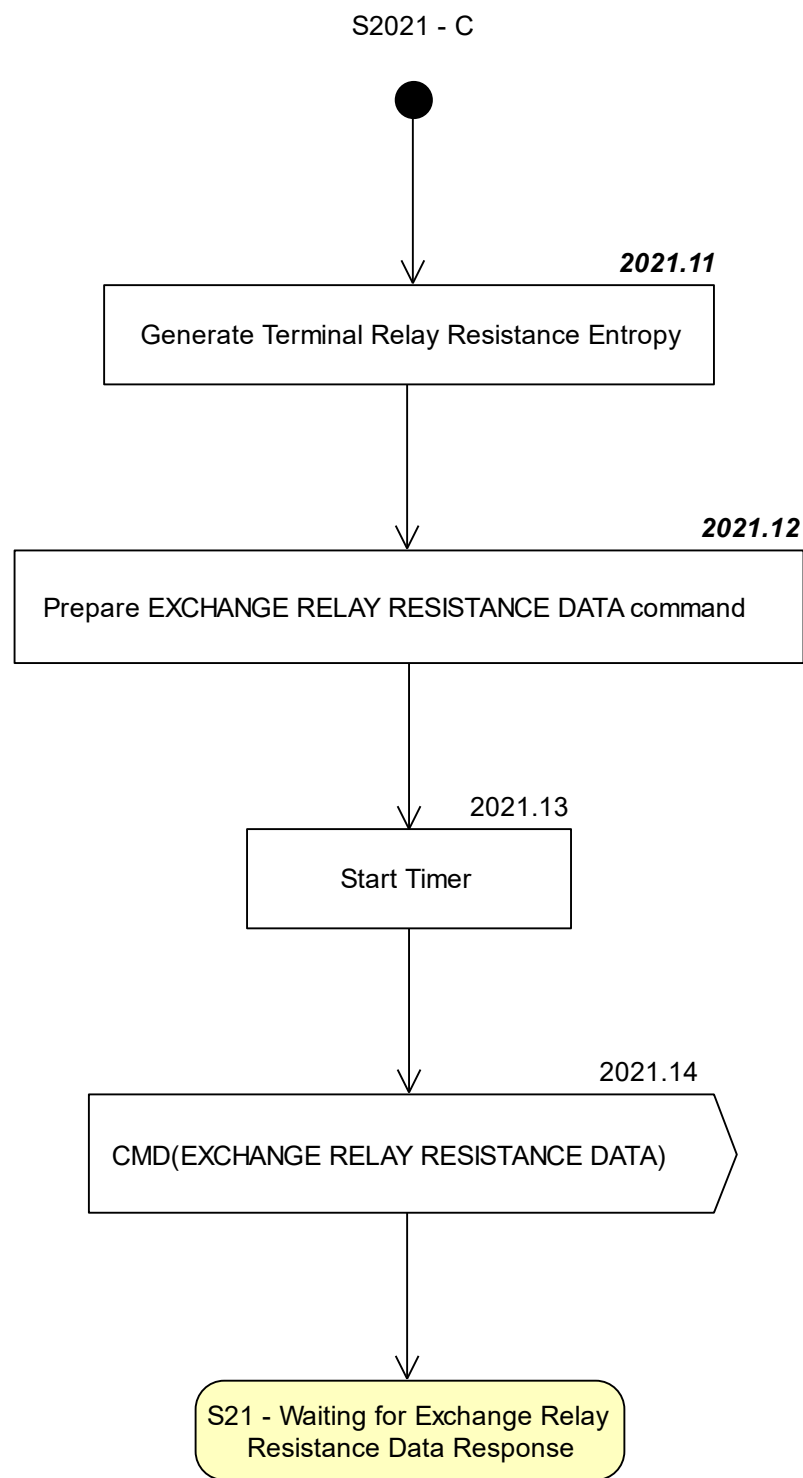 S2021 - C
2021.11
Generate Terminal Relay Resistance Entropy
2021.12
Prepare EXCHANGE RELAY RESISTANCE DATA command
2021.13
Start Timer
2021.14
CMD(EXCHANGE RELAY RESISTANCE DATA)
S21 - Waiting for Exchange Relay
Resistance Data Response